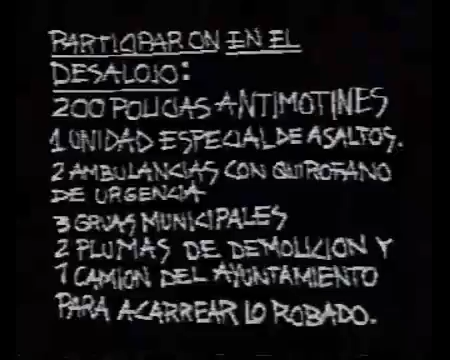 PARTICIPARON EN EL
DESALOJO:
200 POLICIAS ANTIMOTINES
1 UNIDAD ESPECIAL DE ASALTOS.
2 AMBULANCIAS CON QUIROFANO
DE URGENCIA
3 GRUAS MUNICIPALES
2 PLUMAS DE DEMOLICION Y
1 CAMION DEL AYUNTAMIENTO
PARA ACARREAR LO ROBADO.